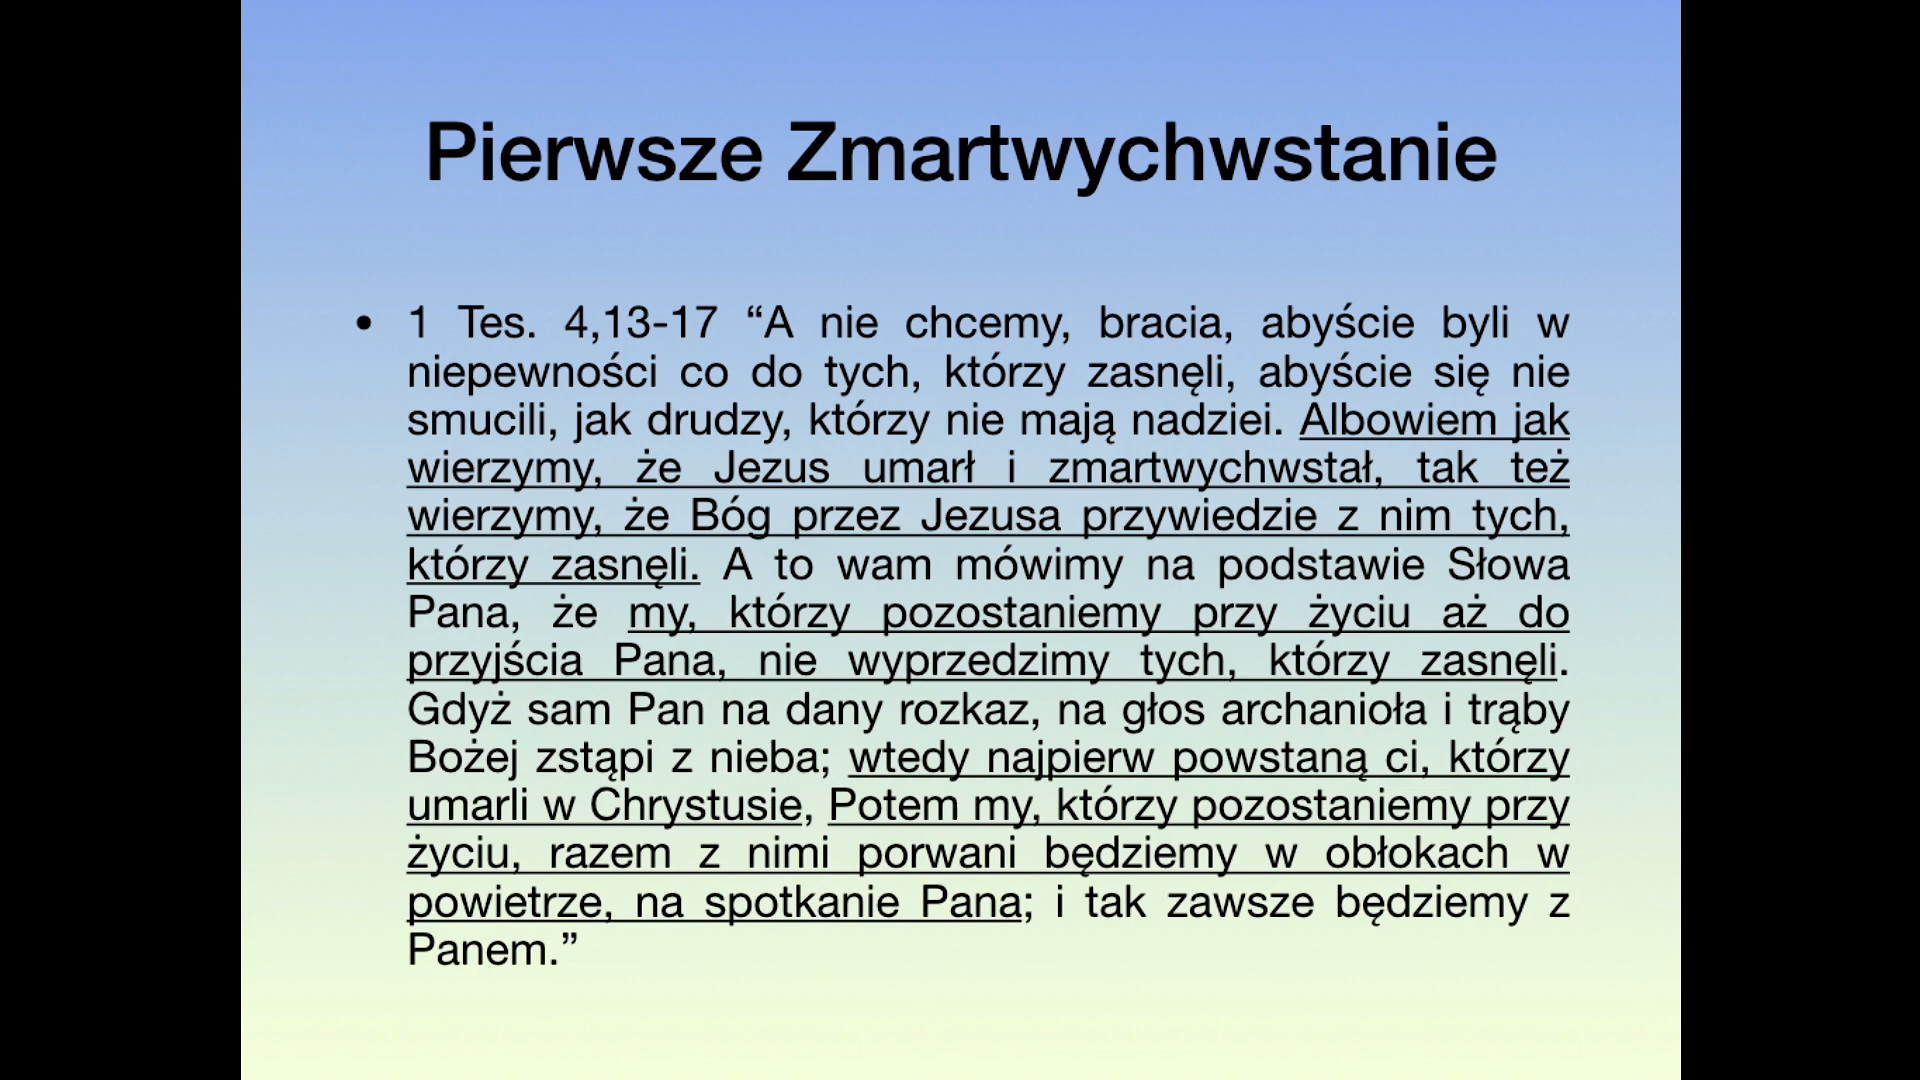 Pierwsze Zmartwychwstanie
• 1 Tes. 4,13-17 “A nie chcemy, bracia, abyście byli w
niepewności co do tych, którzy zasnęli, abyście się nie
smucili, jak drudzy, którzy nie mają nadziei. Albowiem jak
wierzymy, że Jezus umarł i zmartwychwstał, tak też
wierzymy, że Bóg przez Jezusa przywiedzie z nim tych,
którzy zasnęli. A to wam mówimy na podstawie Słowa
Pana, że my, którzy pozostaniemy przy życiu aż do
przyjścia Pana, nie wyprzedzimy tych, którzy zasnęli.
Gdyż sam Pan na dany rozkaz, na głos archanioła i trąby
Bożej zstąpi z nieba; wtedy najpierw powstaną ci, którzy
umarli w Chrystusie, Potem my, którzy pozostaniemy przy
życiu, razem z nimi porwani będziemy w obłokach w
powietrze, na spotkanie Pana; i tak zawsze będziemy z
Panem.”